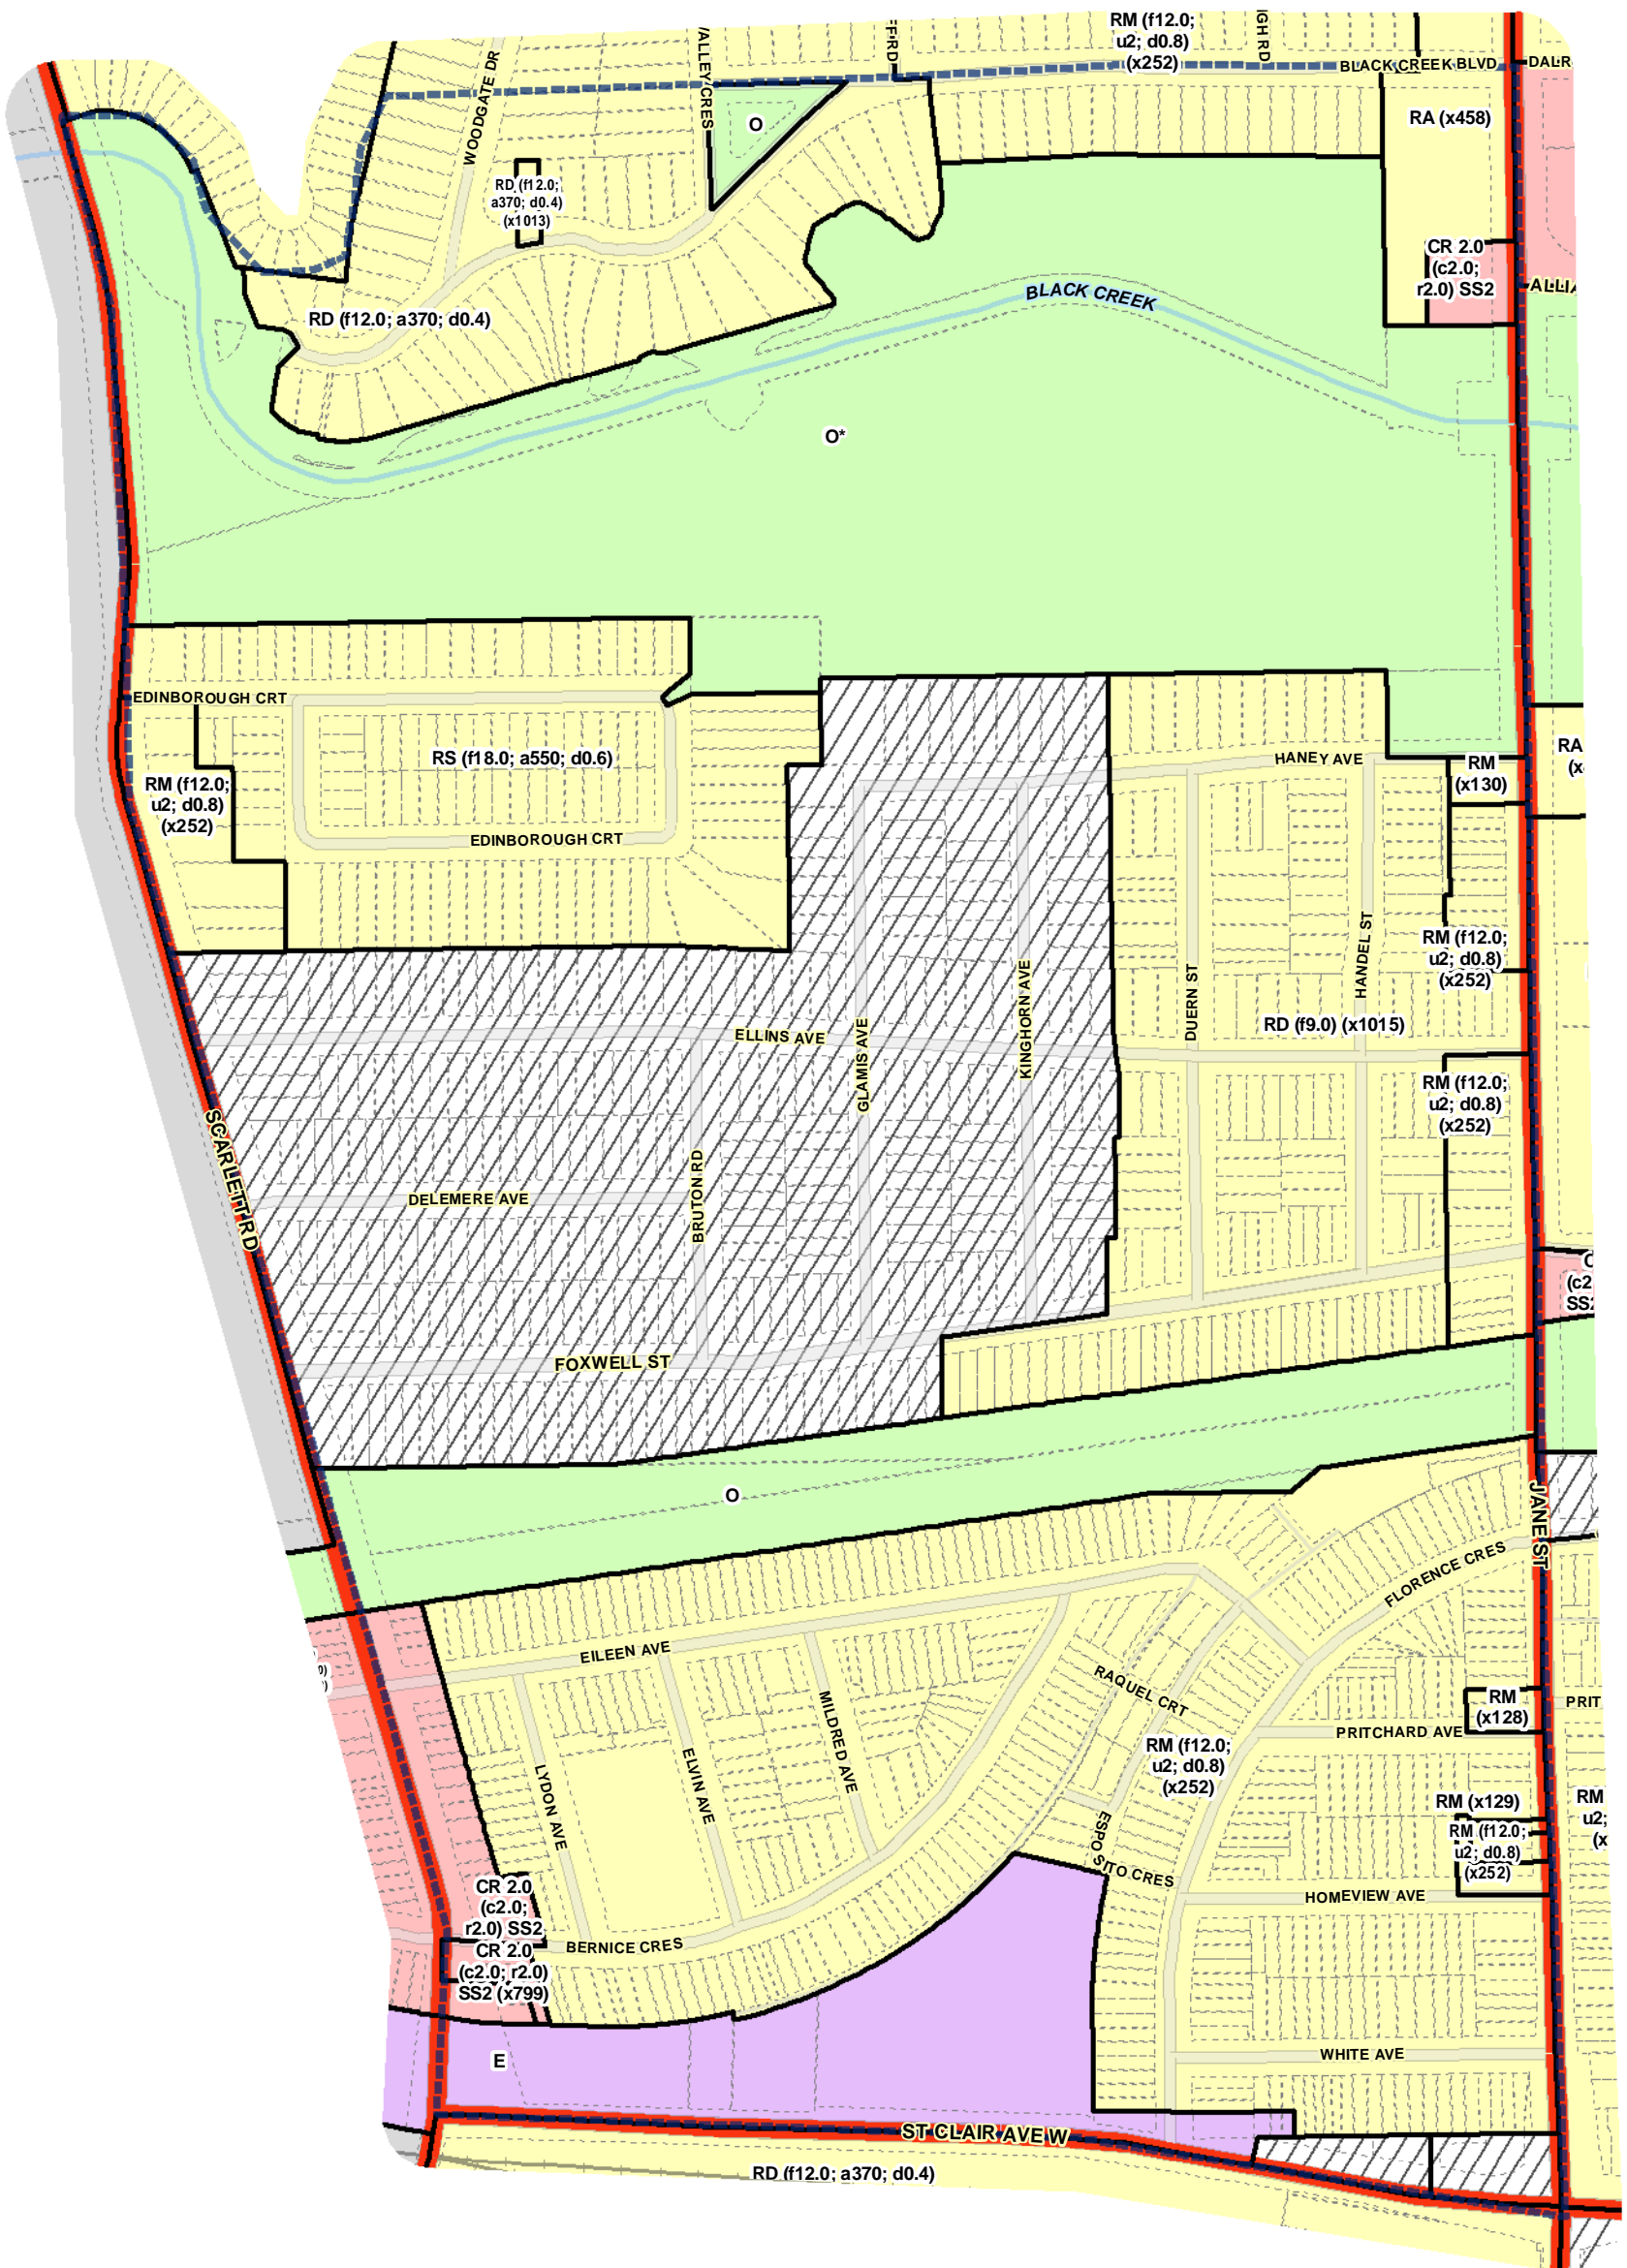 RM (f12.0;
u2; d0.8)
(x252)
BLACK CREEK BLVD
WOODGATE DR
O
RA (x458)
RD (f12.0;
a370; d0.4)
(x1013)
CR 2.0
(c2.0;
r2.0) SS2
BLACK CREEK
RD (f12.0; a370; d0.4)
O*
EDINBOROUGH CRT
RS (f18.0; a550; d0.6)
HANEY AVE
RM
(x130)
RA
RM (f12.0;
u2; d0.8)
(x252)
EDINBOROUGH CRT
RM (f12.0;
u2; d0.8)
(x252)
HANDEL ST
DUERN ST
KINGHORN AVE
RD (f9.0) (x1015)
ELLINS AVE
GLAMIS AVE
RM (f12.0;
u2; d0.8)
(x252)
SCARLETT RD
BRUTON RD
DELEMERE AVE
FOXWELL ST
(c2
O
JANE ST
FLORENCE CRES
EILEEN AVE
RAQUEL CRT
MILDRED AVE
RM
(x128)
PRIT
PRITCHARD AVE
RM (f12.0;
u2; d0.8)
(x252)
ELVIN AVE
LYDON AVE
RM (x129)
RM
u2;
(x
RM (f12.0;
u2; d0.8)
(x252)
ESPOSITO CRES
CR 2.0
(c2.0;
r2.0) SS2
HOMEVIEW AVE
BERNICE CRES
CR 2.0
(c2.0; r2.0)
SS2 (x799)
WHITE AVE
E
ST CLAIR AVE W
RD (f12.0; a370; d0.4)